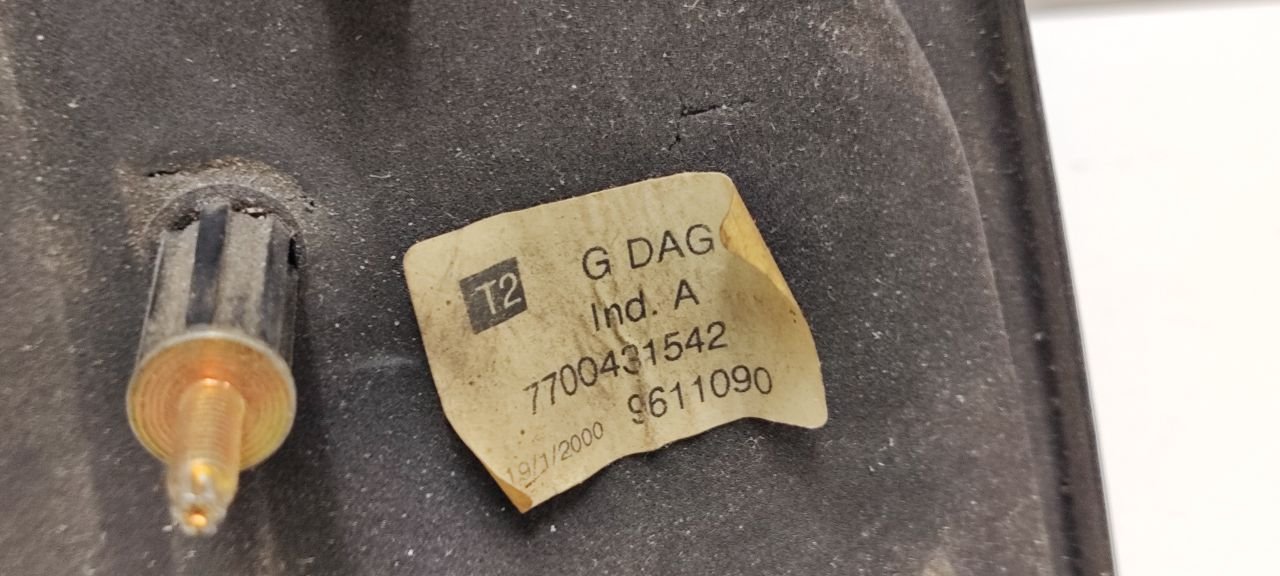 T2
G DAG
Ind. A
7700431542
9611090
19/1/2000